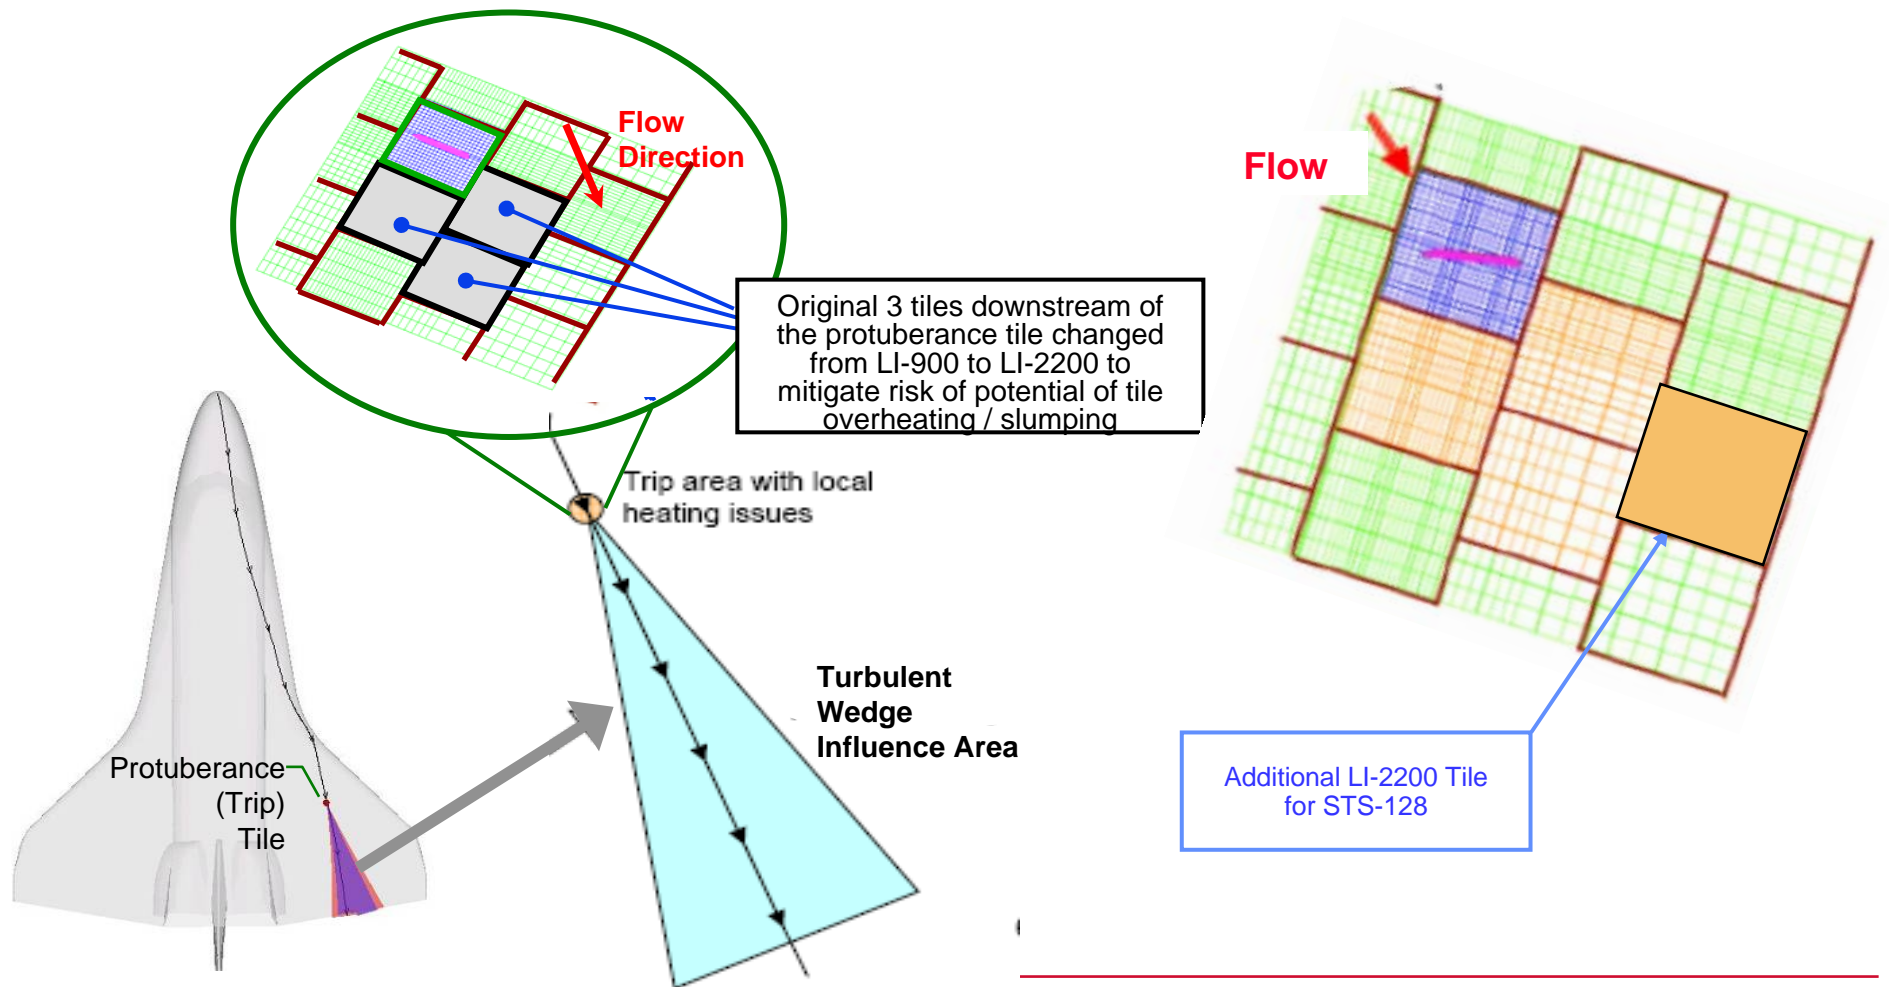 Flow
Direction
Flow
Original 3 tiles downstream of
the protuberance tile changed
from LI-900 to LI-2200 to
mitigate risk of potential of tile
overheating / slumping
Trip area with local
heating issues
Turbulent
Wedge
Influence Area
Protuberance
(Trip)
Tile
Additional LI-2200 Tile
for STS-128